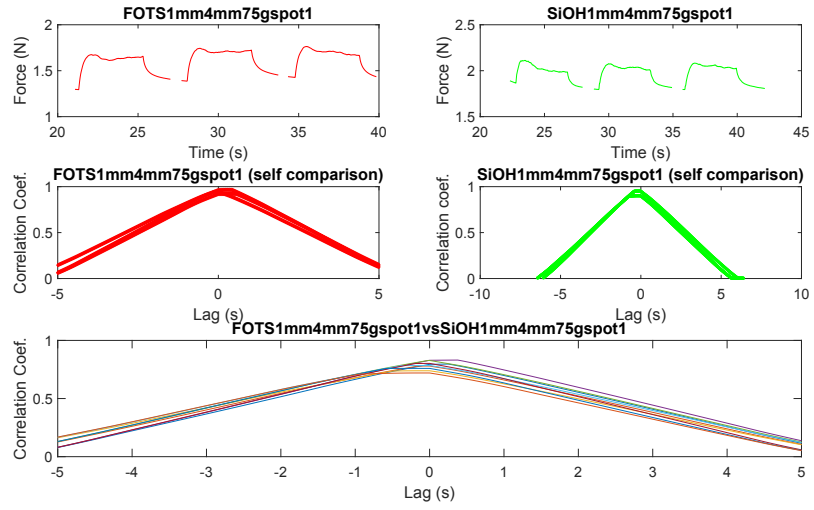 FOTS1mm4mm75gspot1
Force (N)
2
1.5
1
20 25 30 35 40
Time (s)
SiOH1mm4mm75gspot1
Force (N)
2.5
2
1.5
20 25 30 35 40 45
Time (s)
FOTS1mm4mm75gspot1 (self comparison)
Correlation Coef.
1
0.5
0
-5 0 5
Lag (s)
SiOH1mm4mm75gspot1 (self comparison)
Correlation coef.
1
0.5
0
-10 -5 0 5 10
Lag (s)
FOTS1mm4mm75gspot1vsSiOH1mm4mm75gspot1
Correlation Coef.
1
0.5
0
-5 -4 -3 -2 -1 0 1 2 3 4 5
Lag (s)